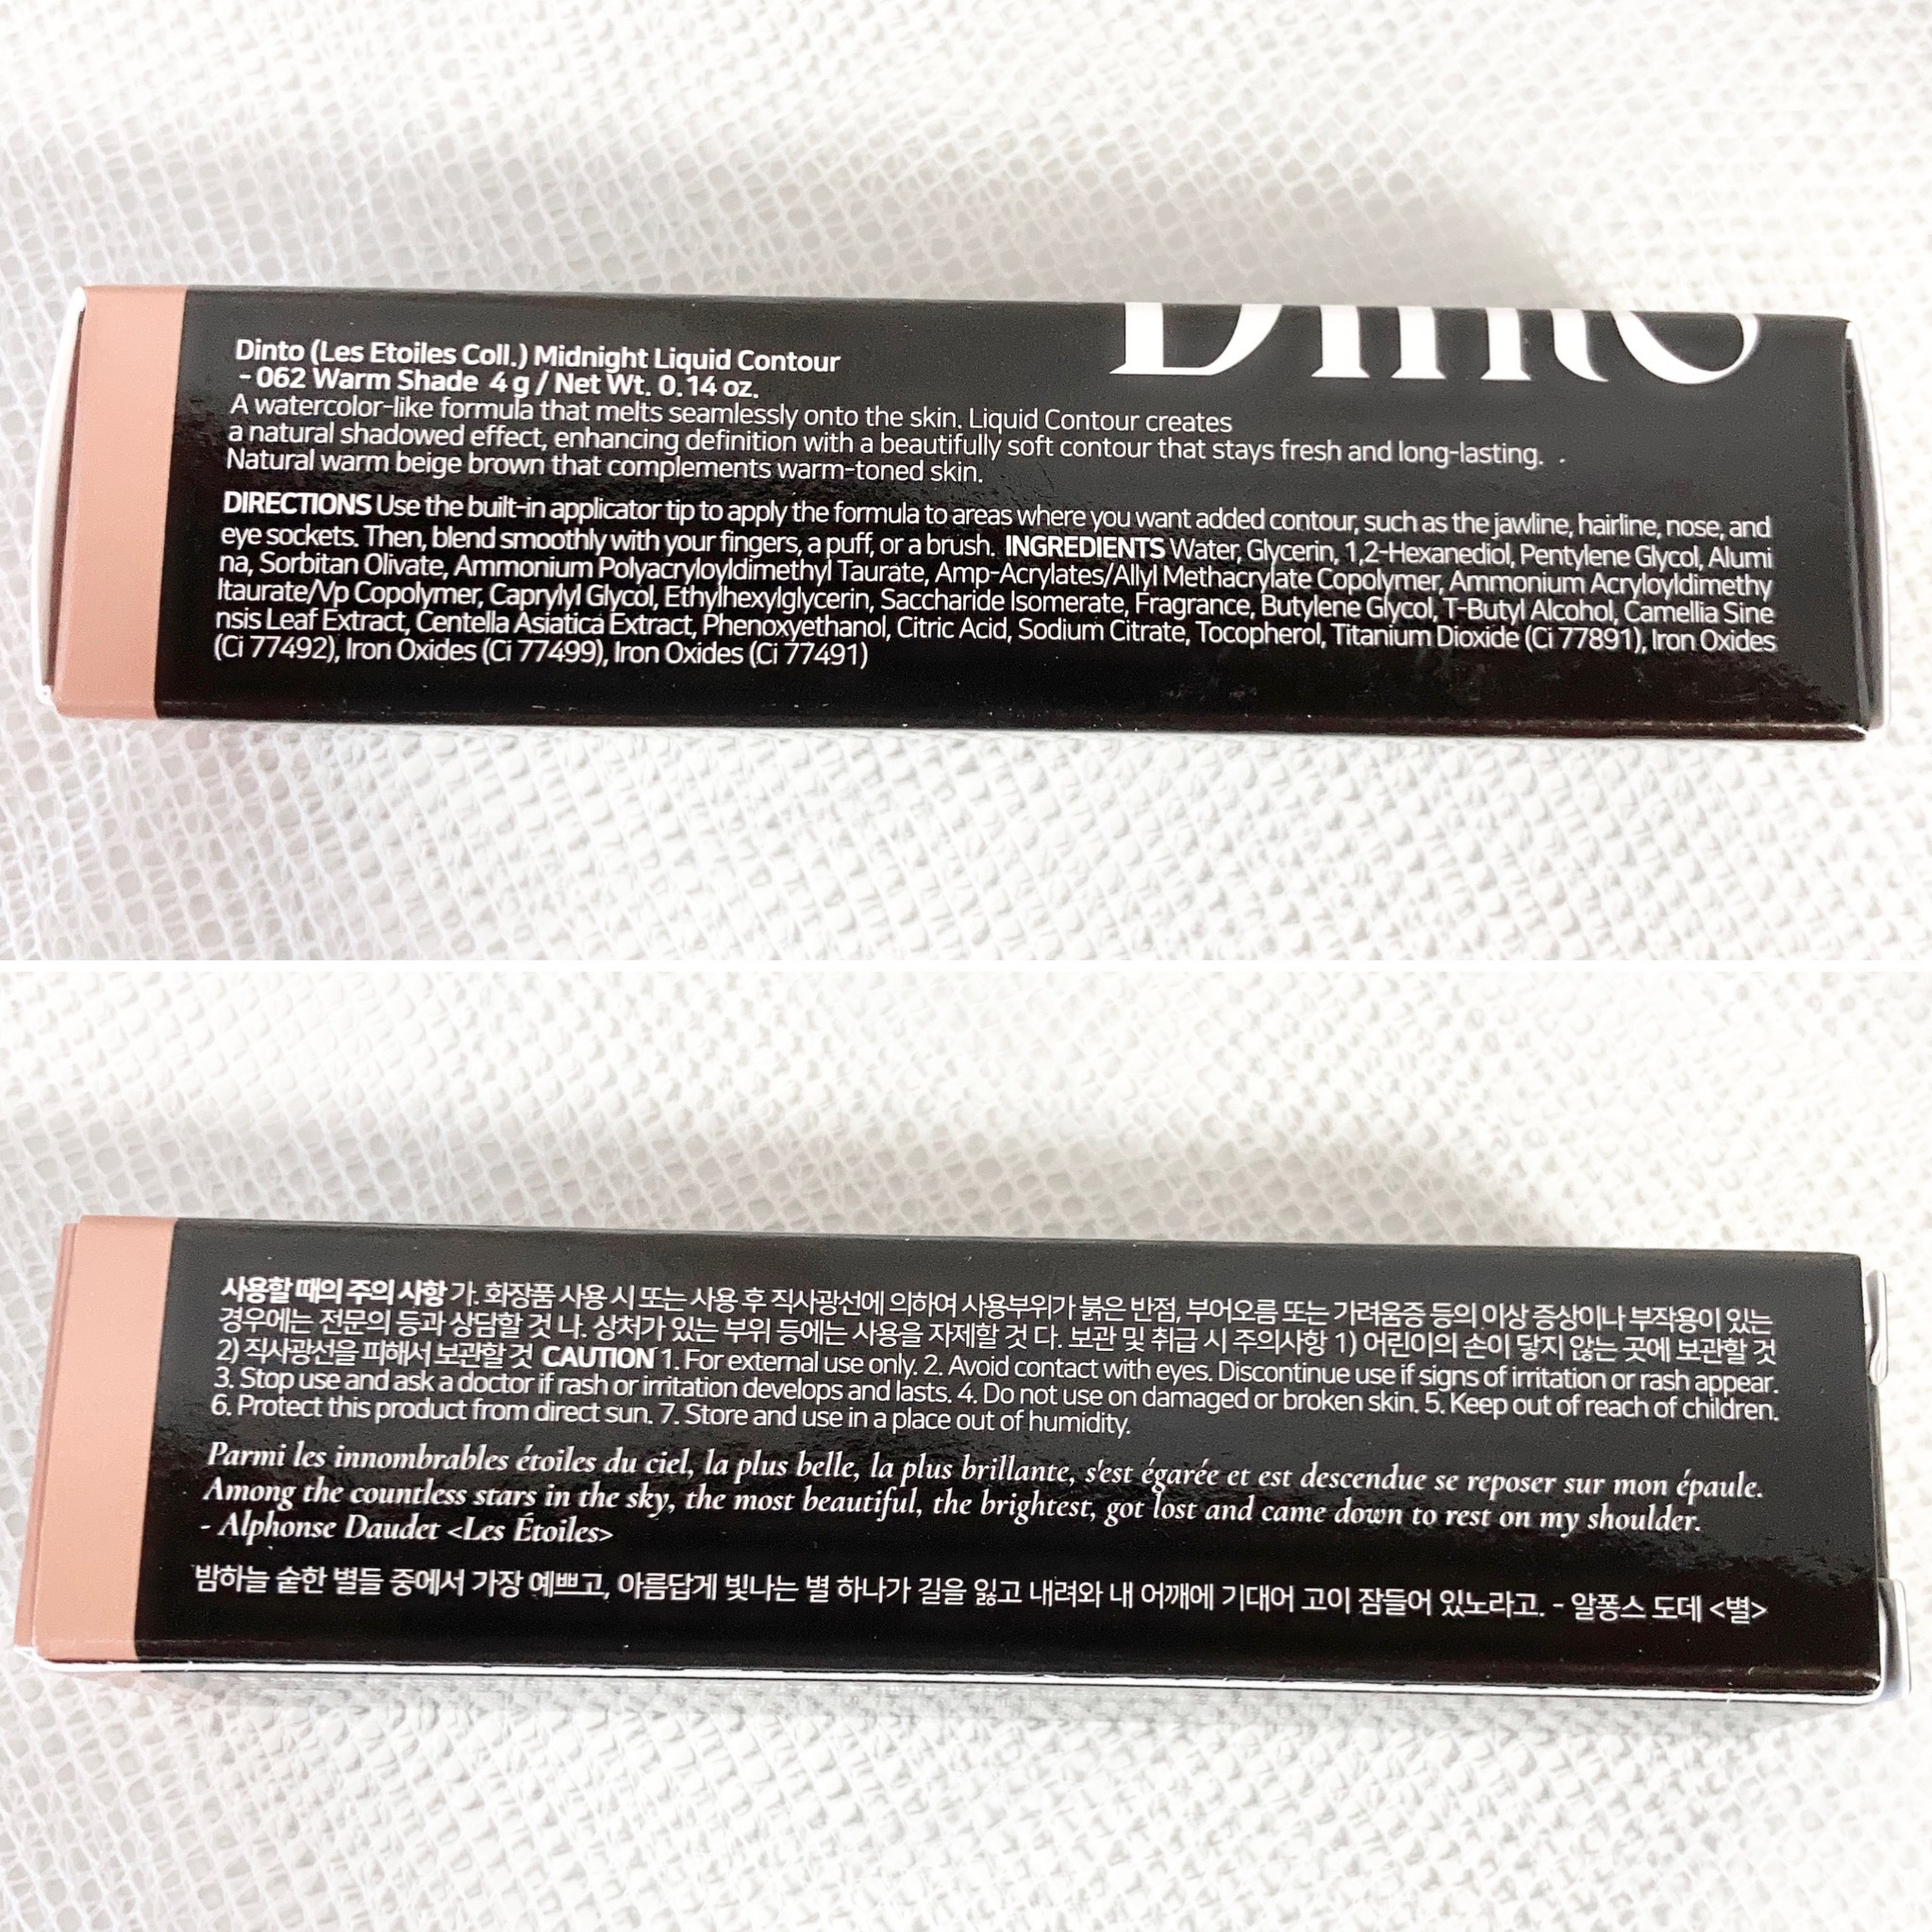 Dinto
Dinto (Les Etoiles Coll.) Midnight Liquid Contour
- 062 Warm Shade 4 g / Net Wt. 0.14 oz.
A watercolor-like formula that melts seamlessly onto the skin. Liquid Contour creates
a natural shadowed effect, enhancing definition with a beautifully soft contour that stays fresh and long-lasting. .
Natural warm beige brown that complements warm-toned skin.
DIRECTIONS Use the built-in applicator tip to apply the formula to areas where you want added contour, such as the jawline, hairline, nose, and
eye sockets. Then, blend smoothly with your fingers, a puff, or a brush. INGREDIENTS Water, Glycerin, 1,2-Hexanediol, Pentylene Glycol, Alumi
na, Sorbitan Olivate, Ammonium Polyacryloyldimethyl Taurate, Amp-Acrylates/Allyl Methacrylate Copolymer, Ammonium Acryloyldimethy
ltaurate/Vp Copolymer, Caprylyl Glycol, Ethylhexylglycerin, Saccharide Isomerate, Fragrance, Butylene Glycol, T-Butyl Alcohol, Camellia Sine
nsis Leaf Extract, Centella Asiatica Extract, Phenoxyethanol, Citric Acid, Sodium Citrate, Tocopherol, Titanium Dioxide (Ci 77891), Iron Oxides
(Ci 77492), Iron Oxides (Ci 77499), Iron Oxides (Ci 77491)
사용할 때의 주의 사항 가. 화장품 사용 시 또는 사용 후 직사광선에 의하여 사용부위가 붉은 반점, 부어오름 또는 가려움증 등의 이상 증상이나 부작용이 있는
경우에는 전문의 등과 상담할 것 나. 상처가 있는 부위 등에는 사용을 자제할 것 다. 보관 및 취급 시 주의사항 1) 어린이의 손이 닿지 않는 곳에 보관할 것
2) 직사광선을 피해서 보관할 것 CAUTION 1. For external use only. 2. Avoid contact with eyes. Discontinue use if signs of irritation or rash appear.
3. Stop use and ask a doctor if rash or irritation develops and lasts. 4. Do not use on damaged or broken skin. 5. Keep out of reach of children.
6. Protect this product from direct sun. 7. Store and use in a place out of humidity.
Parmi les innombrables étoiles du ciel, la plus belle, la plus brillante, s'est égarée et est descendue se reposer sur mon épaule.
Among the countless stars in the sky, the most beautiful, the brightest, got lost and came down to rest on my shoulder.
- Alphonse Daudet <Les Étoiles>
밤하늘 숱한 별들 중에서 가장 예쁘고, 아름답게 빛나는 별 하나가 길을 잃고 내려와 내 어깨에 기대어 고이 잠들어 있노라고. - 알퐁스 도데 <별>